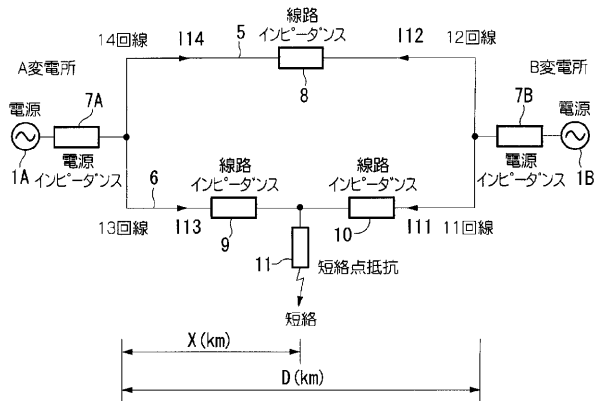 線路
インピーダンス
14回線
I14
5
8
I12
12回線
A変電所
B変電所
電源
7A
1A
電源
インピーダンス
7B
電源
1B
電源
インピーダンス
6
13回線
I13
線路
インピーダンス
9
線路
インピーダンス
10
I11
11回線
11
短絡点抵抗
短絡
X(km)
D(km)